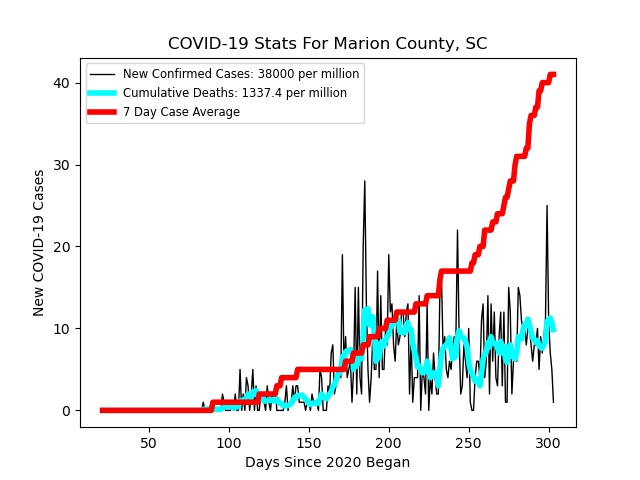 COVID-19 Stats For Marion County, SC
New Confirmed Cases: 38000 per million
Cumulative Deaths: 1337.4 per million
7 Day Case Average
New COVID-19 Cases
40
30
20
10
0
50 100 150 200 250 300
Days Since 2020 Began